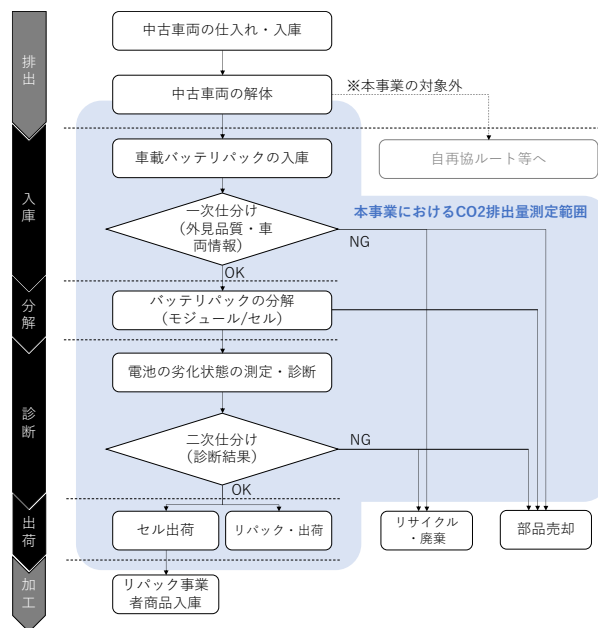 排出
中古車両の仕入れ・入庫
中古車両の解体
※本事業の対象外
入庫
車載バッテリパックの入庫
自再協ルート等へ
一次仕分け
(外見品質・車
両情報)
本事業におけるCO2排出量測定範囲
NG
OK
分解
バッテリパックの分解
(モジュール/セル)
診断
電池の劣化状態の測定・診断
二次仕分け
(診断結果)
NG
OK
出荷
セル出荷
リパック・出荷
リサイクル
・廃棄
部品売却
加工
リパック事業
者商品入庫